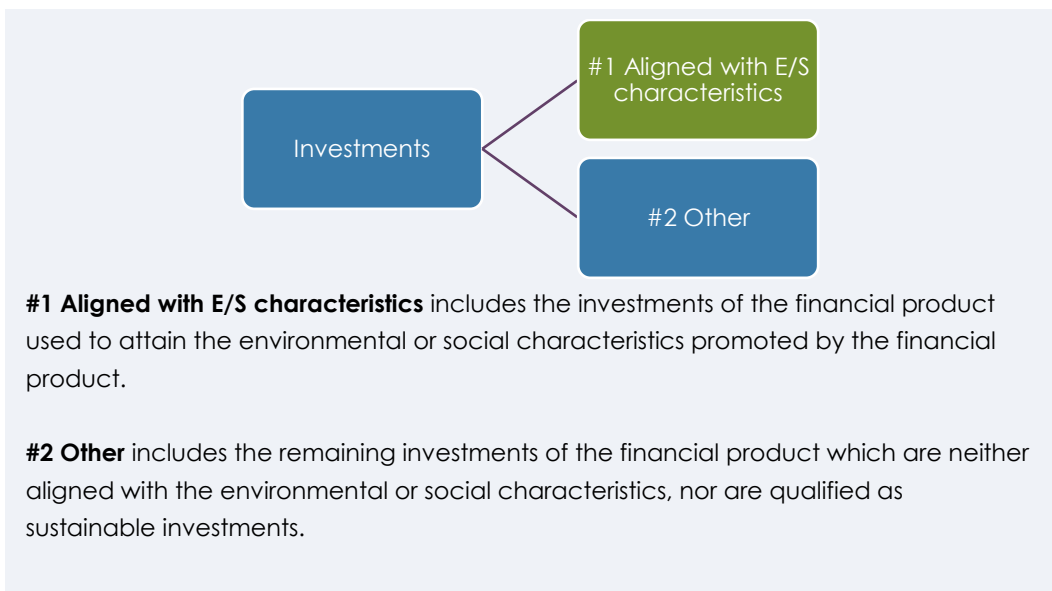 #1 Aligned with E/S
characteristics
Investments
#2 Other
#1 Aligned with E/S characteristics includes the investments of the financial product
used to attain the environmental or social characteristics promoted by the financial
product.
#2 Other includes the remaining investments of the financial product which are neither
aligned with the environmental or social characteristics, nor are qualified as
sustainable investments.